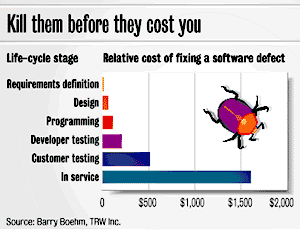 Kill them before they cost you
Life-cycle stage Relative cost of fixing a software defect
Requirements definition
Design
Programming
Developer testing
Customer testing
In service
0 $500 $1,000 $1,500 $2,000
Source: Barry Boehm, TRW Inc.